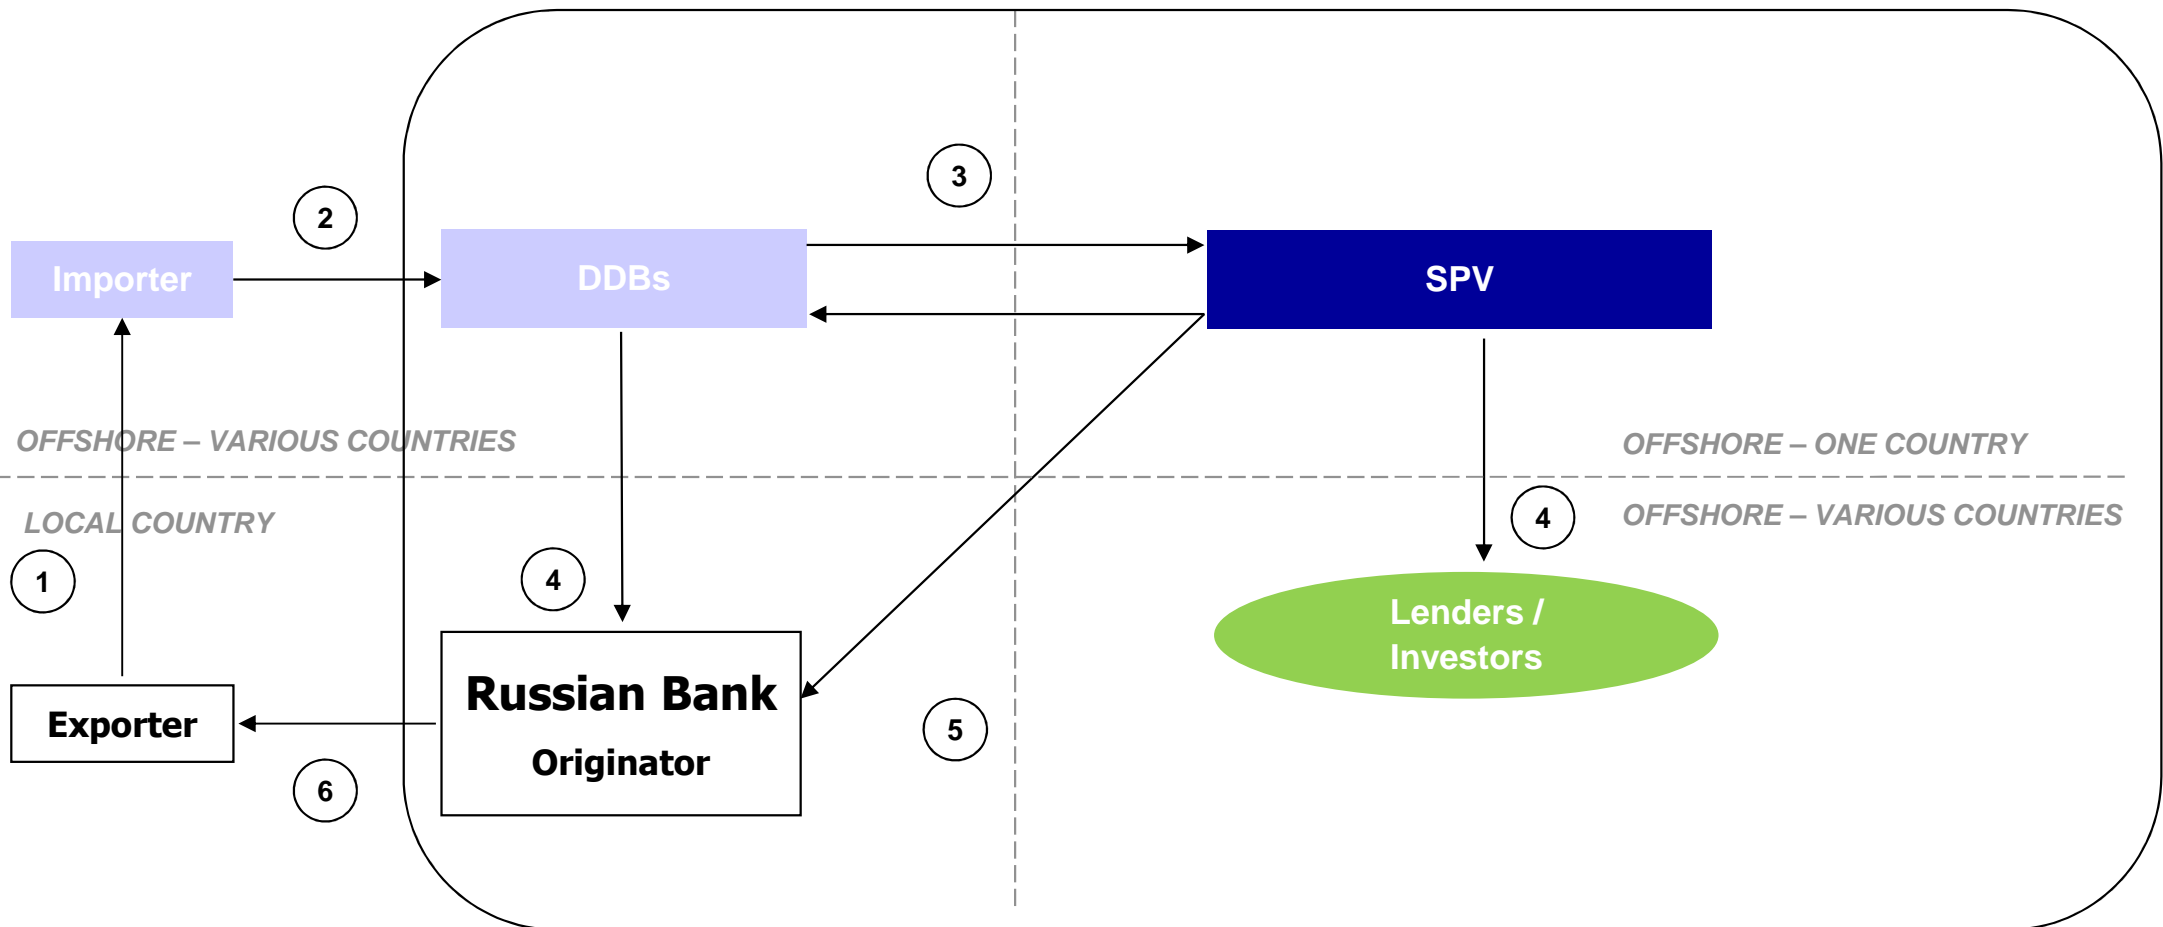 3
2
Importer
DDBs
SPV
OFFSHORE – VARIOUS COUNTRIES
OFFSHORE – ONE COUNTRY
LOCAL COUNTRY
OFFSHORE – VARIOUS COUNTRIES
4
1
4
Lenders /
Investors
Russian Bank
Originator
Exporter
5
6